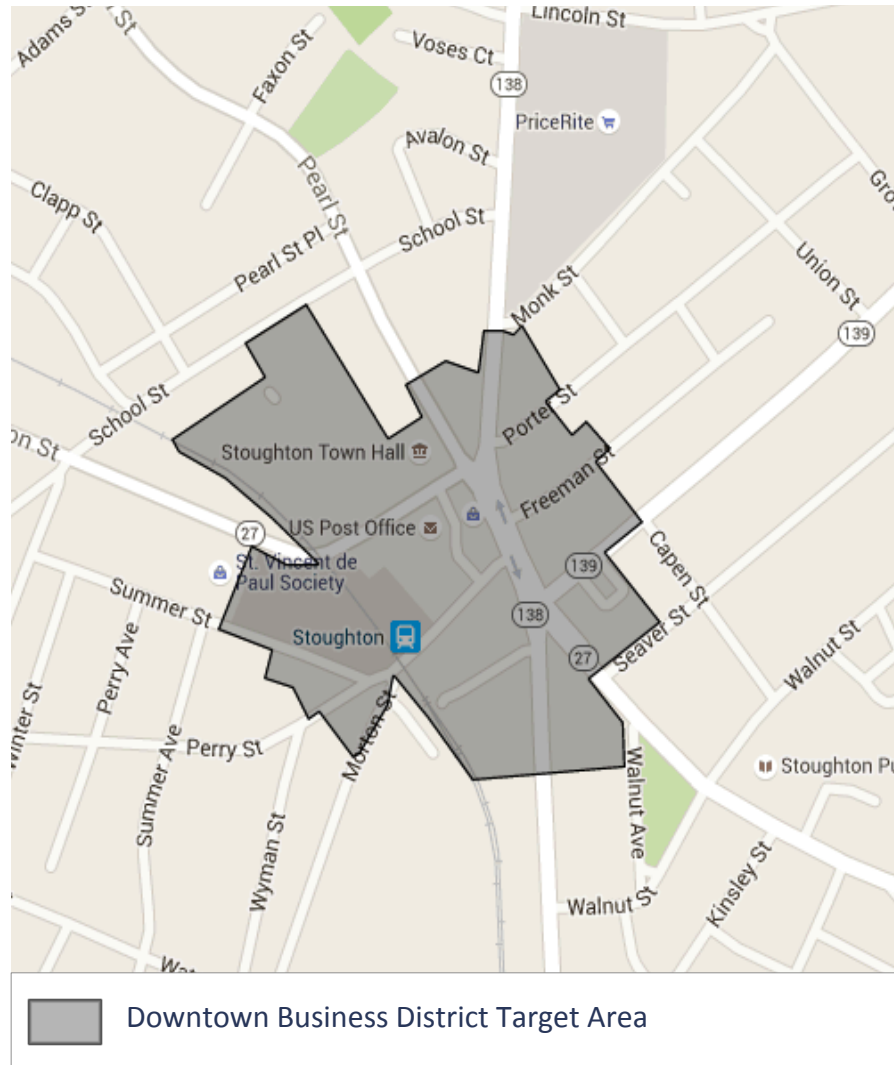 Lincoln St
Adams St
St
Faxon St
Voses Ct
138
PriceRite
Avalon St
Pearl St
Clapp St
School St
Pearl St Pl
Monk St
Union St
139
School St
Porter St
Stoughton Town Hall
Freeman St
US Post Office
27
St. Vincent de
Paul Society
139
Capen St
Summer St
138
Stoughton
27
Seaver St
Walnut St
Perry Ave
Winter St
Perry St
Morton St
Summer Ave
Walnut Ave
Stoughton
Wyman St
Kinsley St
Walnut St
Downtown Business District Target Area